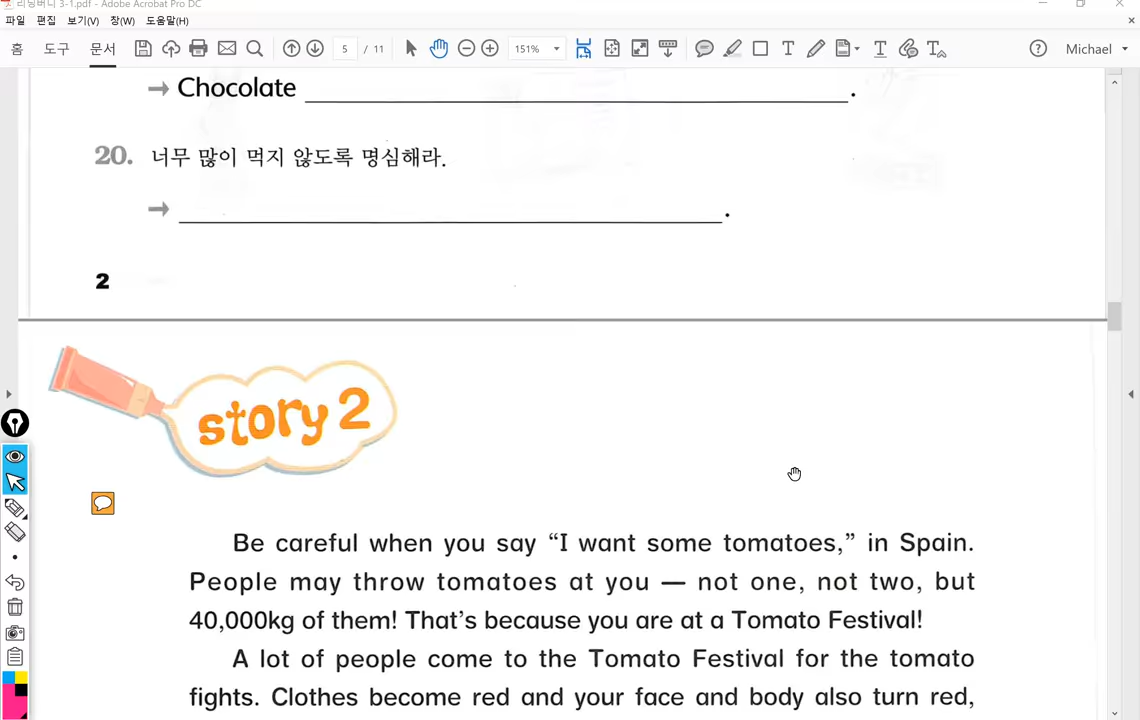 리딩버디 3-1.pdf - Adobe Acrobat Pro DC
파일 편집 보기(V) 창(W) 도움말(H)
홈 도구 문서 5 / 11 151% Michael
→ Chocolate ____________.
20. 너무 많이 먹지 않도록 명심해라.
→ ____________.
2
story 2
Be careful when you say “I want some tomatoes,” in Spain.
People may throw tomatoes at you — not one, not two, but
40,000kg of them! That’s because you are at a Tomato Festival!
A lot of people come to the Tomato Festival for the tomato
fights. Clothes become red and your face and body also turn red,